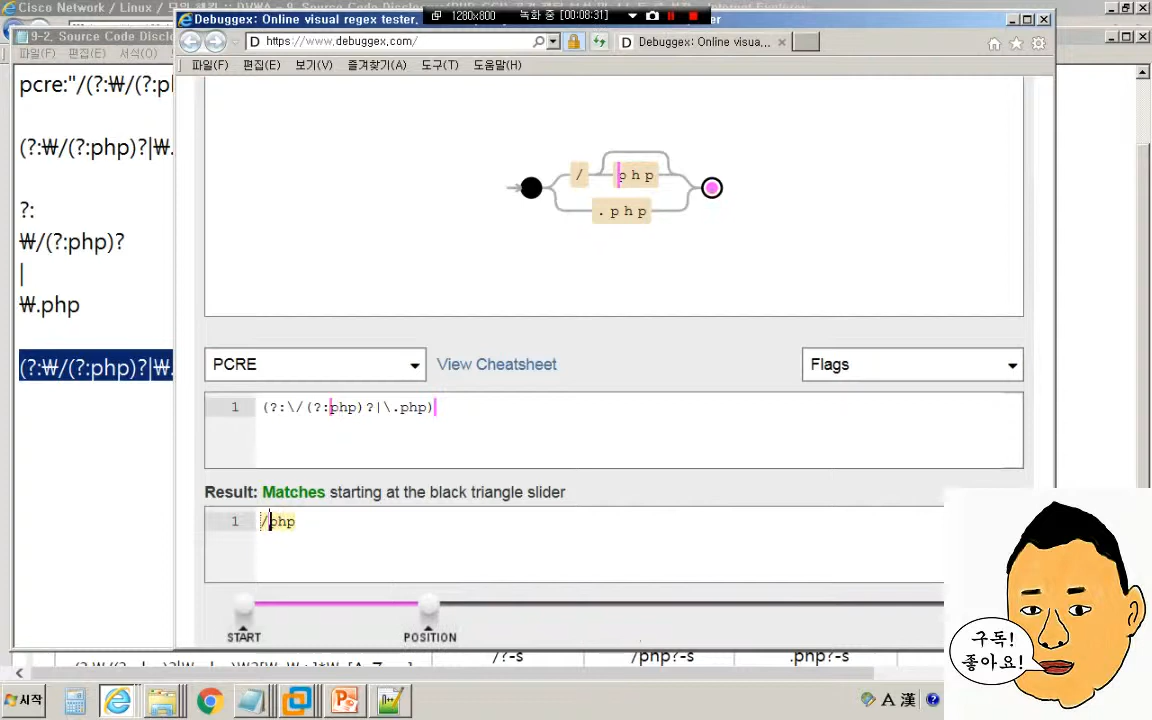 Cisco Network / Linux /
Debuggex: Online visual regex tester.
1280x800
녹화 중 [00:08:31]
9-2. Source Code Discl
https://www.debuggex.com/
Debuggex: Online visua...
파일(F) 편집(E) 서식(O)
파일(F) 편집(E) 보기(V) 즐겨찾기(A) 도구(T) 도움말(H)
pcre:"/(?:₩/(?:p
(?:₩/(?:php)?|₩.
?:
₩/(?:php)?
|
₩.php
(?:₩/(?:php)?|₩.
/ php
.php
PCRE
View Cheatsheet
Flags
1 (?:\/(?:php)?|\.php)
Result: Matches starting at the black triangle slider
1 /php
START POSITION
/?-s /php?-s .php?-s
구독!
좋아요!
시작
A 漢